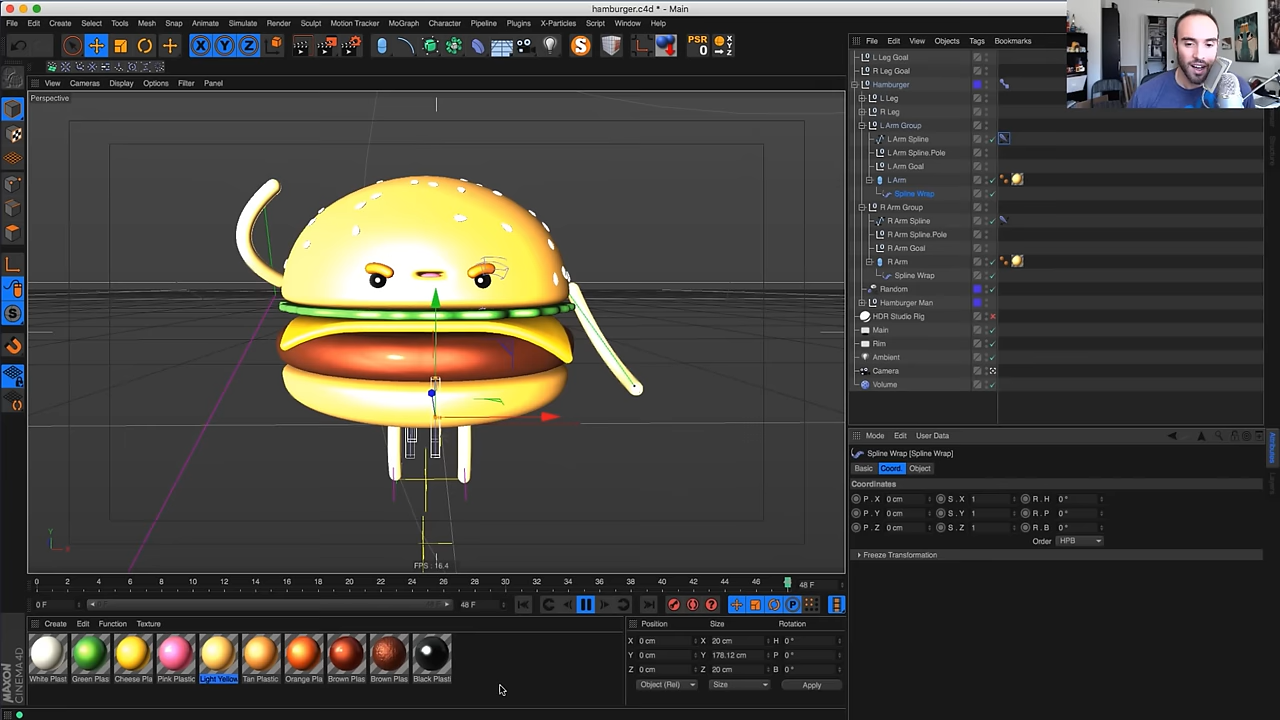 hamburger.c4d * - Main
File Edit Create Select Tools Mesh Snap Animate Simulate Render Sculpt Motion Tracker MoGraph Character Pipeline Plugins X-Particles Script Window Help
PSR
0
File Edit View Objects Tags Bookmarks
View Cameras Display Options Filter Panel
Perspective
L Leg Goal
R Leg Goal
Hamburger
L Leg
R Leg
L Arm Group
L Arm Spline
L Arm Spline.Pole
L Arm Goal
L Arm
Spline Wrap
R Arm Group
R Arm Spline
R Arm Spline.Pole
R Arm Goal
R Arm
Spline Wrap
Random
Hamburger Man
HDR Studio Rig
Main
Rim
Ambient
Camera
Volume
FPS : 16.4
Mode Edit User Data
Spline Wrap [Spline Wrap]
Basic Coord. Object
Coordinates
P . X 0 cm S . X 1 R . H 0 °
P . Y 0 cm S . Y 1 R . P 0 °
P . Z 0 cm S . Z 1 R . B 0 °
Order HPB
Freeze Transformation
0 2 4 6 8 10 12 14 16 18 20 22 24 26 28 30 32 34 36 38 40 42 44 46 48 F
0 F 48 F
Create Edit Function Texture
White Plast Green Plas Cheese Pla Pink Plastic Light Yellow Tan Plastic Orange Pla Brown Plas Brown Plas Black Plasti
Position Size Rotation
X 0 cm X 20 cm H 0 °
Y 0 cm Y 178.12 cm P 0 °
Z 0 cm Z 20 cm B 0 °
Object (Rel) Size Apply
MAXON
CINEMA 4D